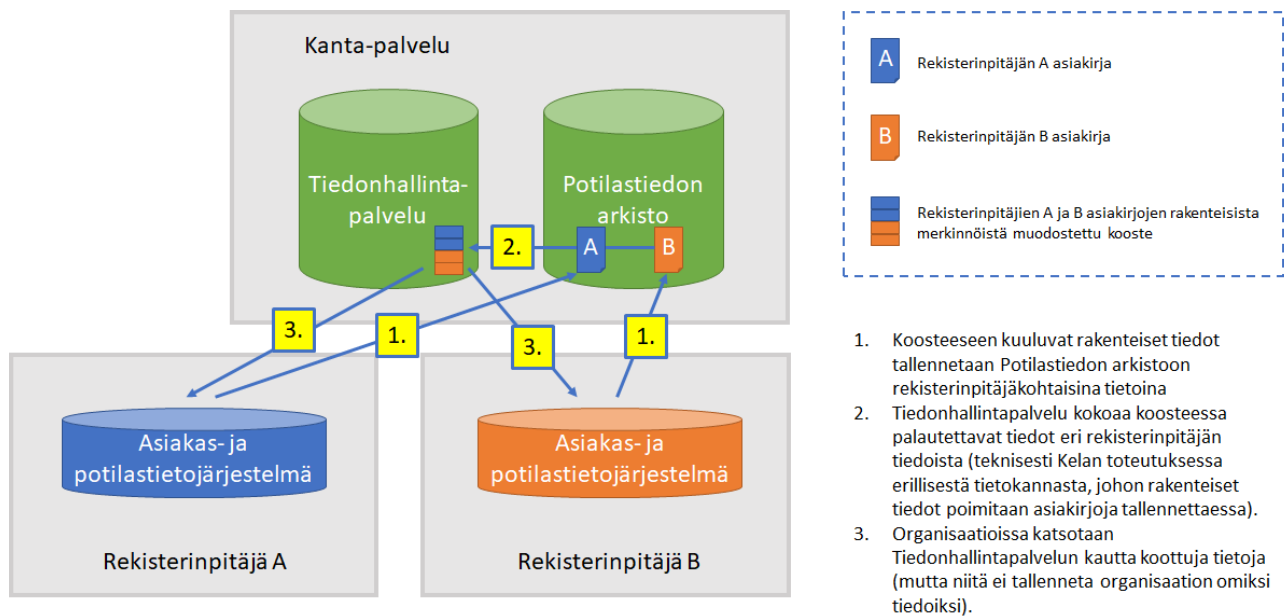 Kanta-palvelu
Tiedonhallinta-
palvelu
Potilastiedon
arkisto
A
B
2.
3.
1.
3.
1.
Asiakas- ja
potilastietojärjestelmä
Rekisterinpitäjä A
Asiakas- ja
potilastietojärjestelmä
Rekisterinpitäjä B
A
Rekisterinpitäjän A asiakirja
B
Rekisterinpitäjän B asiakirja
Rekisterinpitäjien A ja B asiakirjojen rakenteisista
merkinnöistä muodostettu kooste
1. Koosteeseen kuuluvat rakenteiset tiedot
tallennetaan Potilastiedon arkistoon
rekisterinpitäjäkohtaisina tietoina
2. Tiedonhallintapalvelu kokoaa koosteessa
palautettavat tiedot eri rekisterinpitäjän
tiedoista (teknisesti Kelan toteutuksessa
erillisestä tietokannasta, johon rakenteiset
tiedot poimitaan asiakirjoja tallennettaessa).
3. Organisaatioissa katsotaan
Tiedonhallintapalvelun kautta koottuja tietoja
(mutta niitä ei tallenneta organisaation omiksi
tiedoiksi).